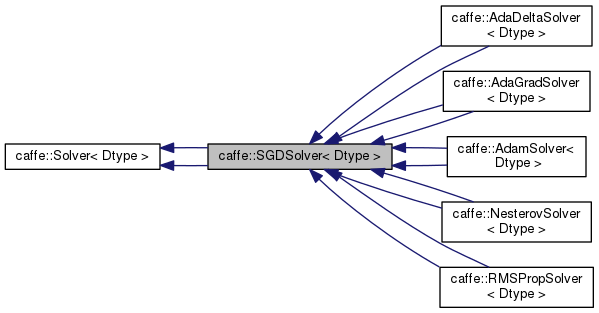 caffe::AdaDeltaSolver
< Dtype >
caffe::AdaGradSolver
< Dtype >
caffe::Solver< Dtype >
caffe::SGDSolver< Dtype >
caffe::AdamSolver<
Dtype >
caffe::NesterovSolver
< Dtype >
caffe::RMSPropSolver
< Dtype >